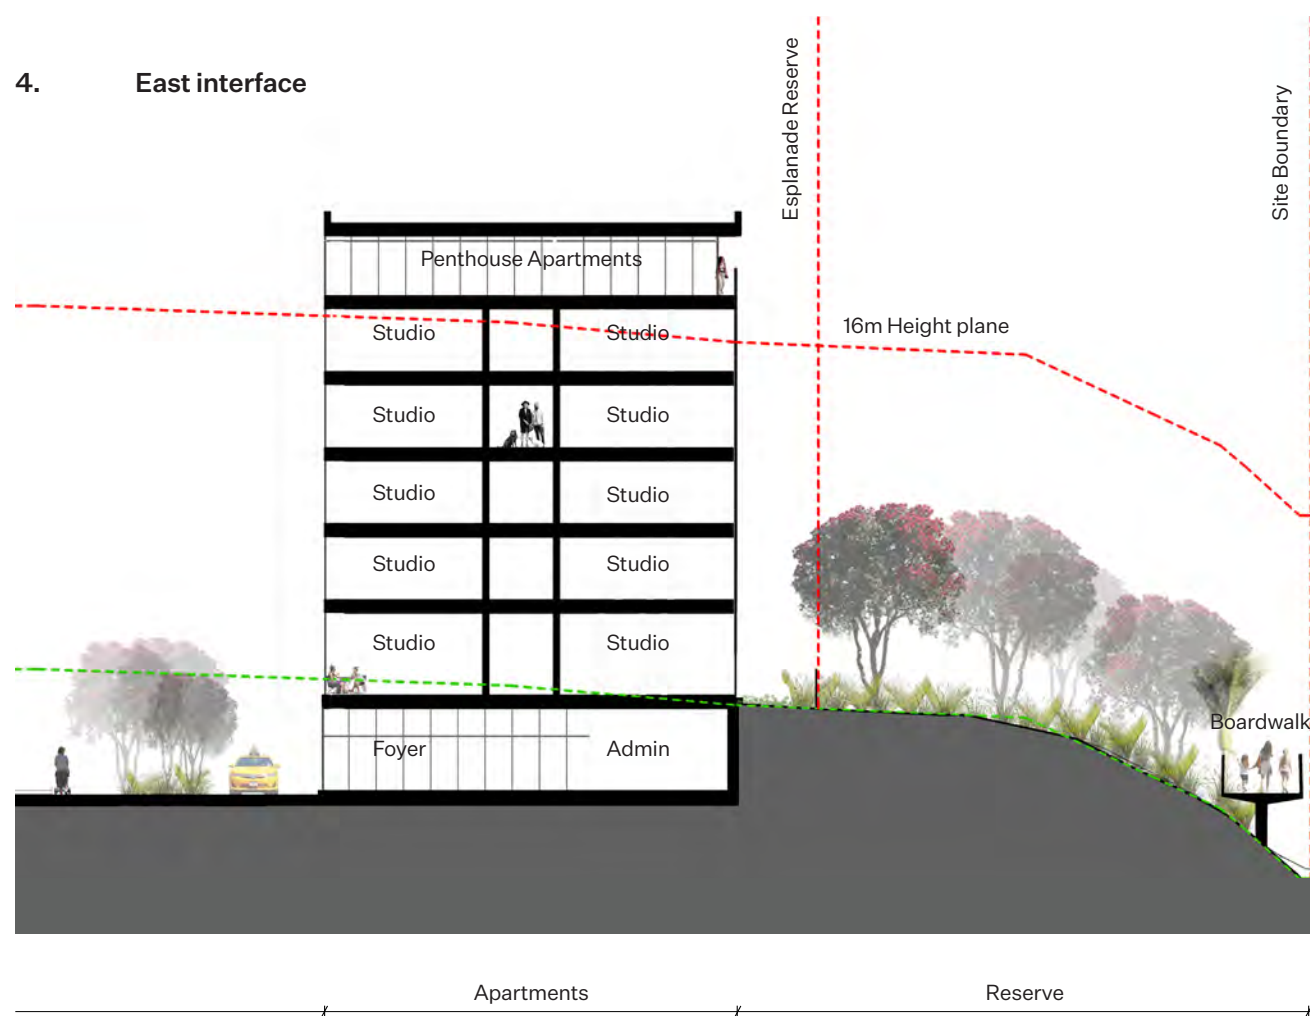 4. East interface
Esplanade Reserve
Site Boundary
Penthouse Apartments
16m Height plane
Studio Studio
Studio Studio
Studio Studio
Studio Studio
Studio Studio
Boardwalk
Foyer Admin
Apartments Reserve